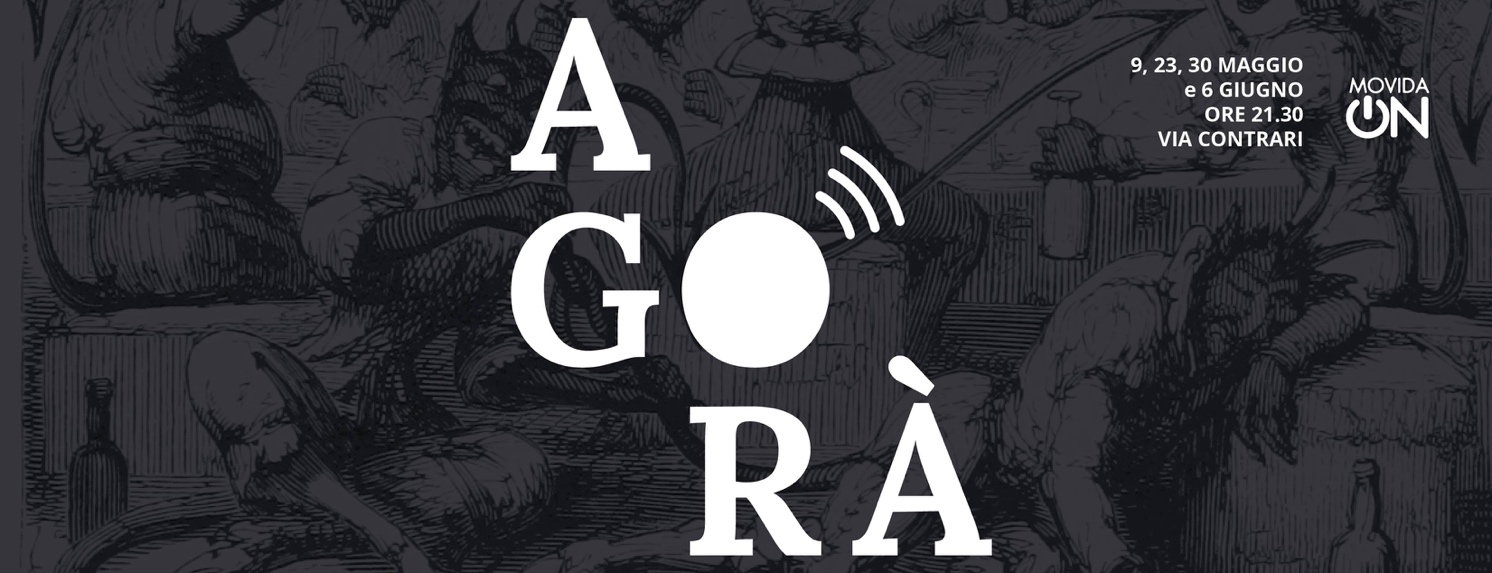 A
GO
RÀ
9, 23, 30 MAGGIO
e 6 GIUGNO
ORE 21.30
VIA CONTRARI
MOVIDA
ON